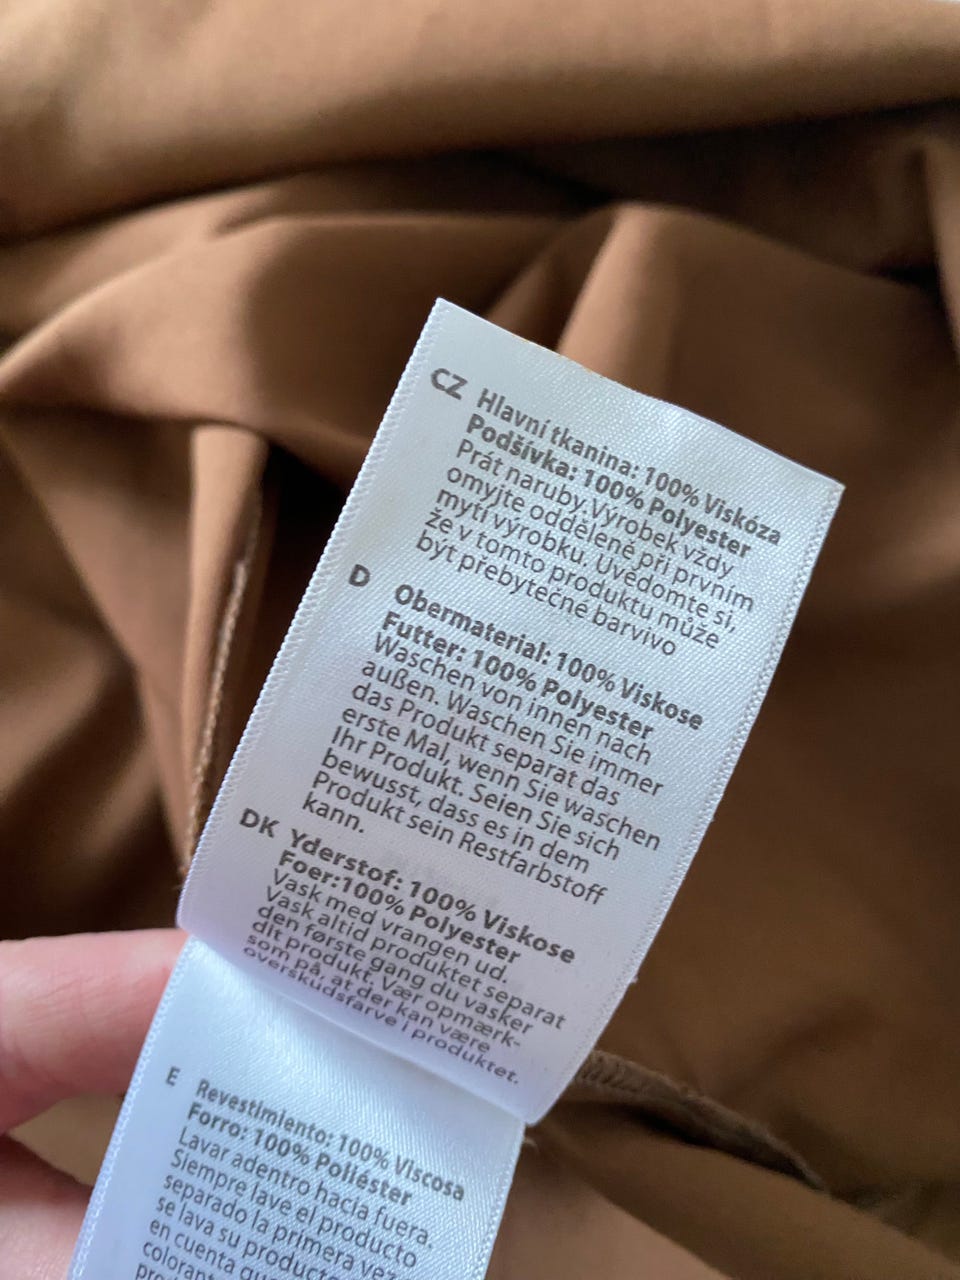 CZ Hlavní tkanina: 100% Viskóza
Podšívka: 100% Polyester
Prát naruby.Výrobek vždy
omyjte odděleně při prvním
mytí výrobku. Uvědomte si,
že v tomto produktu může
být přebytečné barvivo
D Obermaterial: 100% Viskose
Futter: 100% Polyester
Waschen von innen nach
außen. Waschen Sie immer
das Produkt separat das
erste Mal, wenn Sie waschen
Ihr Produkt. Seien Sie sich
bewusst, dass es in dem
Produkt sein Restfarbstoff
kann.
DK Yderstof: 100% Viskose
Foer:100% Polyester
Vask med vrangen ud.
Vask altid produktet separat
den første gang du vasker
dit produkt. Vær opmærk-
som på, at der kan være
overskudsfarve i produktet.
E Revestimiento: 100% Viscosa
Forro: 100% Poliéster
Lavar adentro hacia fuera.
Siempre lave el producto
separado la primera vez
se lava su producto
en cuenta que
colorant